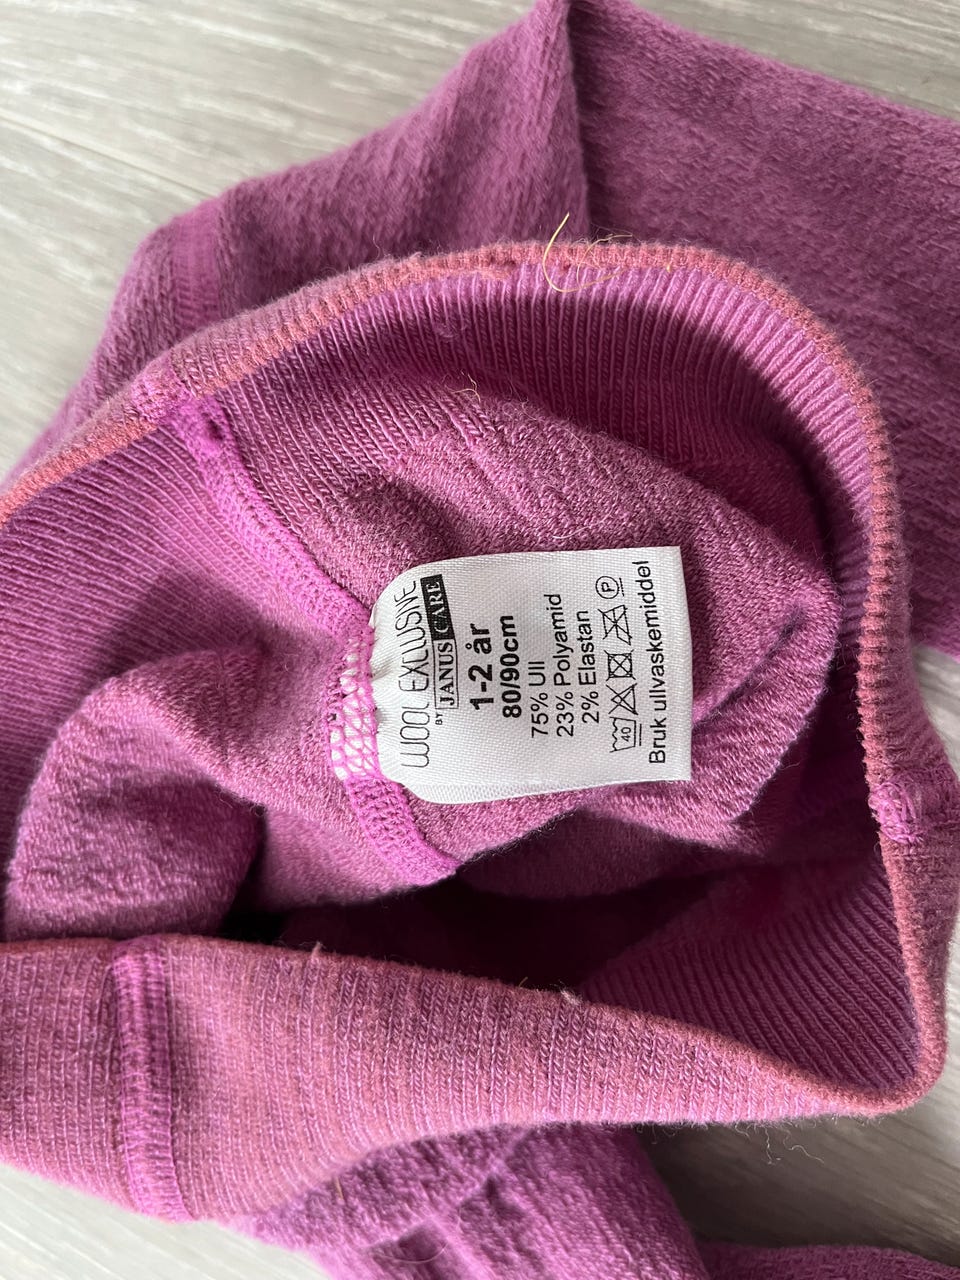 WOOL EXCLUSIVE
BY JANUS CARE
1-2 år
80/90cm
75% Ull
23% Polyamid
2% Elastan
40 P
Bruk ullvaskemiddel